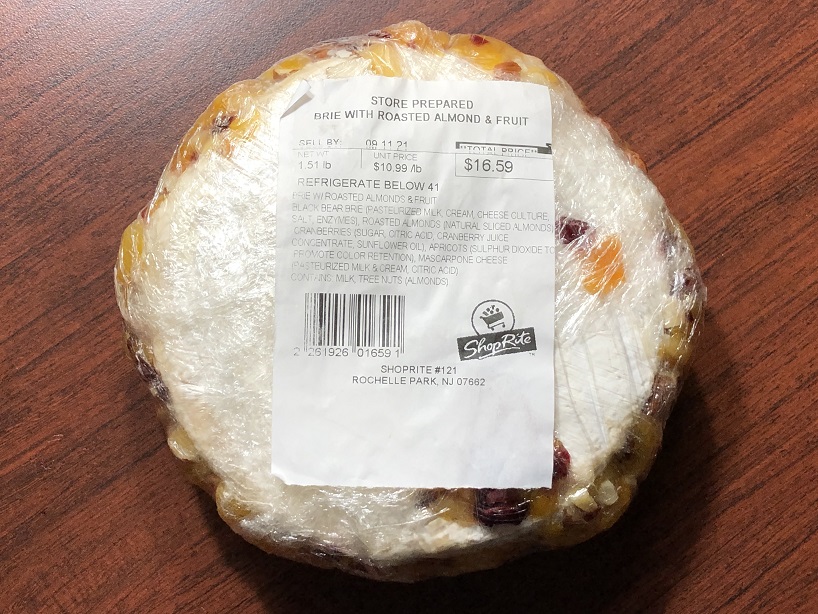 STORE PREPARED
BRIE WITH ROASTED ALMOND & FRUIT
SELL BY: 09.11.21
NET WT 1.51 lb
UNIT PRICE $10.99 /lb
**TOTAL PRICE** $16.59
REFRIGERATE BELOW 41
BRIE W/ ROASTED ALMONDS & FRUIT
BLACK BEAR BRIE (PASTEURIZED MILK, CREAM, CHEESE CULTURE,
SALT, ENZYMES), ROASTED ALMONDS (NATURAL SLICED ALMONDS)
CRANBERRIES (SUGAR, CITRIC ACID, CRANBERRY JUICE
CONCENTRATE, SUNFLOWER OIL), APRICOTS (SULPHUR DIOXIDE TO
PROMOTE COLOR RETENTION), MASCARPONE CHEESE
(PASTEURIZED MILK & CREAM, CITRIC ACID)
CONTAINS: MILK, TREE NUTS (ALMONDS)
2 261926 016591
ShopRite
SHOPRITE #121
ROCHELLE PARK, NJ 07662